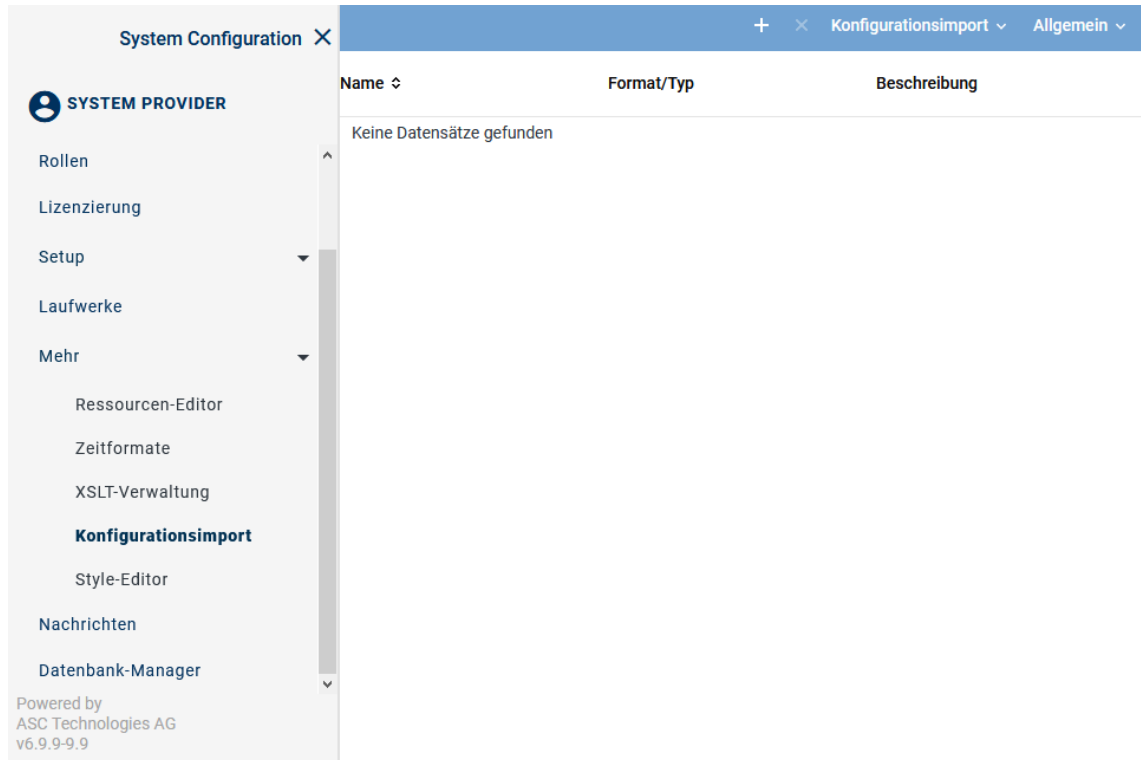 System Configuration
SYSTEM PROVIDER
Rollen
Lizenzierung
Setup
Laufwerke
Mehr
Ressourcen-Editor
Zeitformate
XSLT-Verwaltung
Konfigurationsimport
Style-Editor
Nachrichten
Datenbank-Manager
Powered by
ASC Technologies AG
v6.9.9-9.9
Konfigurationsimport Allgemein
Name Format/Typ Beschreibung
Keine Datensätze gefunden